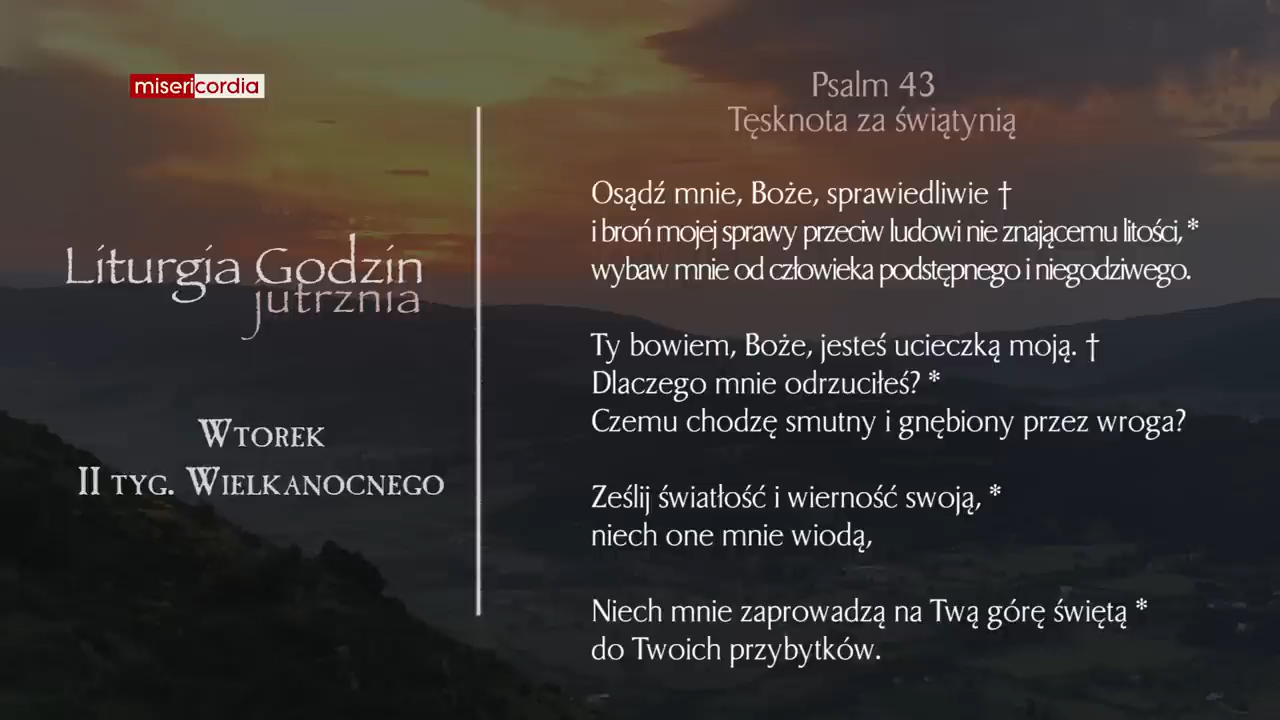 misericordia
Liturgia Godzin
jutrznia
Wtorek
II tyg. Wielkanocnego
Psalm 43
Tęsknota za świątynią
Osądź mnie, Boże, sprawiedliwie †
i broń mojej sprawy przeciw ludowi nie znającemu litości, *
wybaw mnie od człowieka podstępnego i niegodziwego.
Ty bowiem, Boże, jesteś ucieczką moją. †
Dlaczego mnie odrzuciłeś? *
Czemu chodzę smutny i gnębiony przez wroga?
Ześlij światłość i wierność swoją, *
niech one mnie wiodą,
Niech mnie zaprowadzą na Twą górę świętą *
do Twoich przybytków.